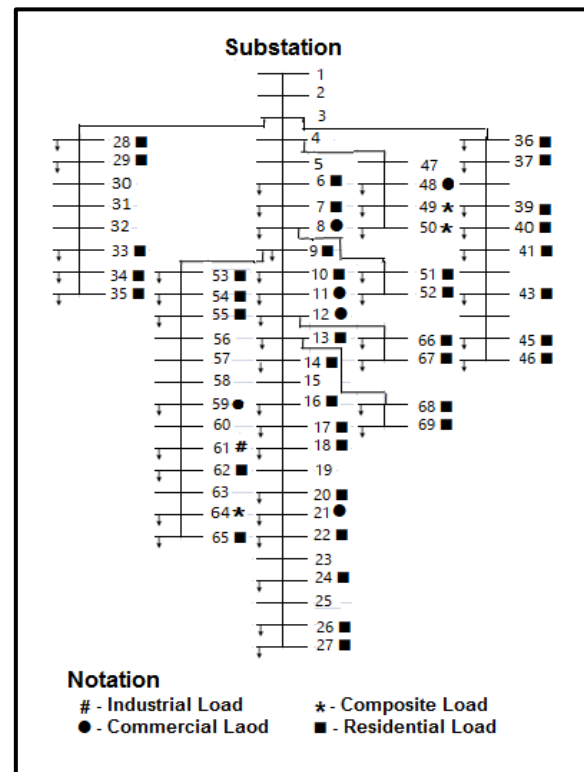 Substation
1
2
3
28 ■ 4 36 ■
29 ■ 5 47 37 ■
30 6 ■ 48 ●
31 7 ■ 49 * 39 ■
32 8 ● 50 * 40 ■
33 ■ 9 ■ 41 ■
34 ■ 53 ■ 10 ■ 51 ■
35 ■ 54 ■ 11 ● 52 ■ 43 ■
55 ■ 12 ●
56 13 ■ 66 ■ 45 ■
57 14 ■ 67 ■ 46 ■
58 15
59 ● 16 ■ 68 ■
60 17 ■ 69 ■
61 # 18 ■
62 ■ 19
63 20 ■
64 * 21 ●
65 ■ 22 ■
23
24 ■
25
26 ■
27 ■
Notation
# - Industrial Load * - Composite Load
● - Commercial Laod ■ - Residential Load